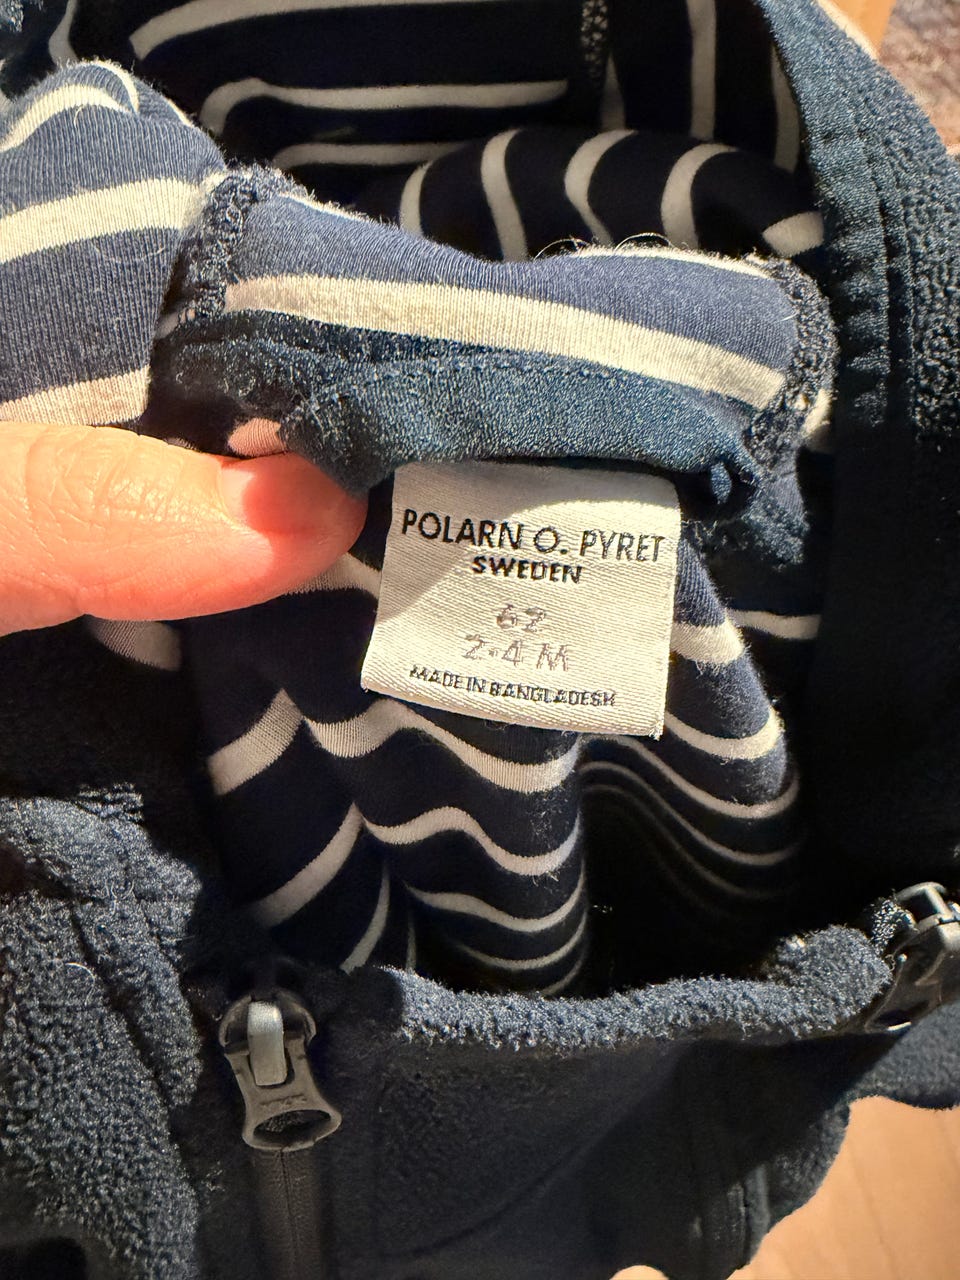 POLARN O. PYRET
SWEDEN
62
2-4 M
MADE IN BANGLADESH